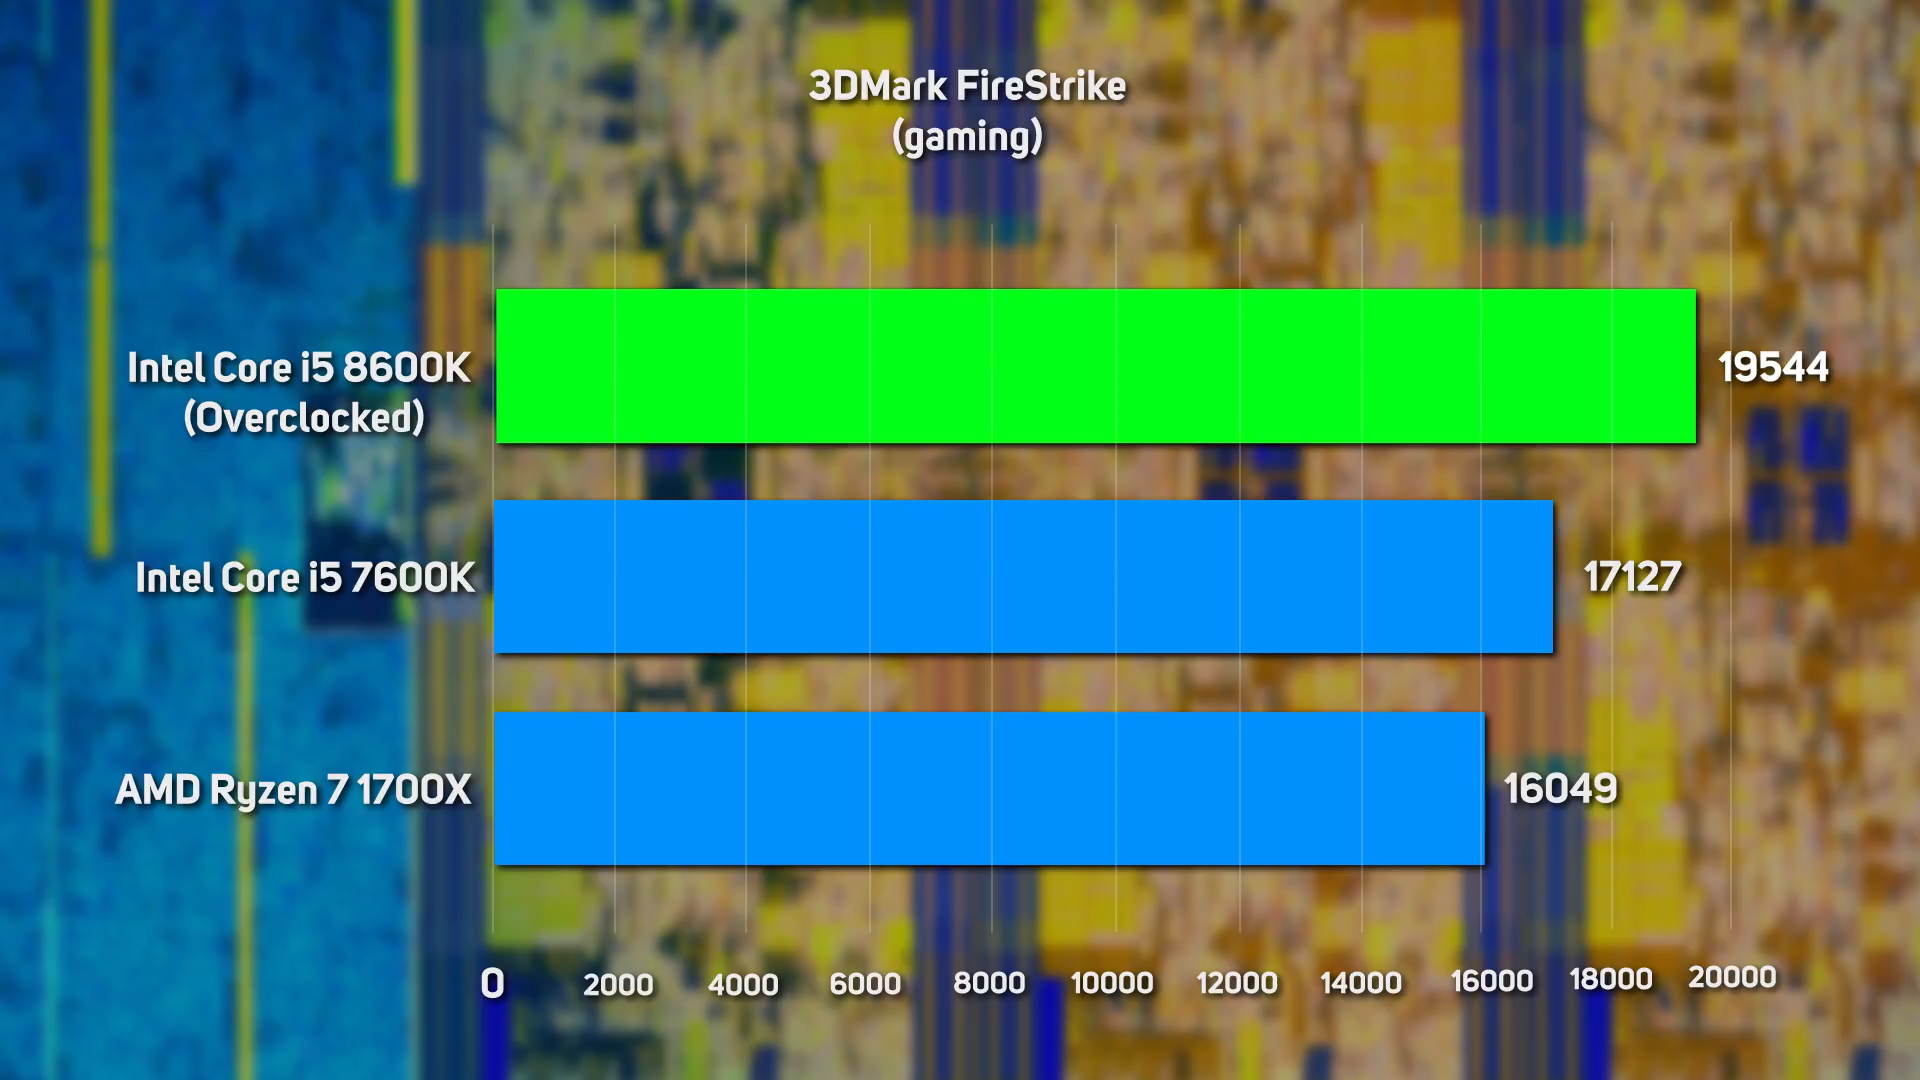 3DMark FireStrike
(gaming)
Intel Core i5 8600K
(Overclocked)
19544
Intel Core i5 7600K
17127
AMD Ryzen 7 1700X
16049
0 2000 4000 6000 8000 10000 12000 14000 16000 18000 20000